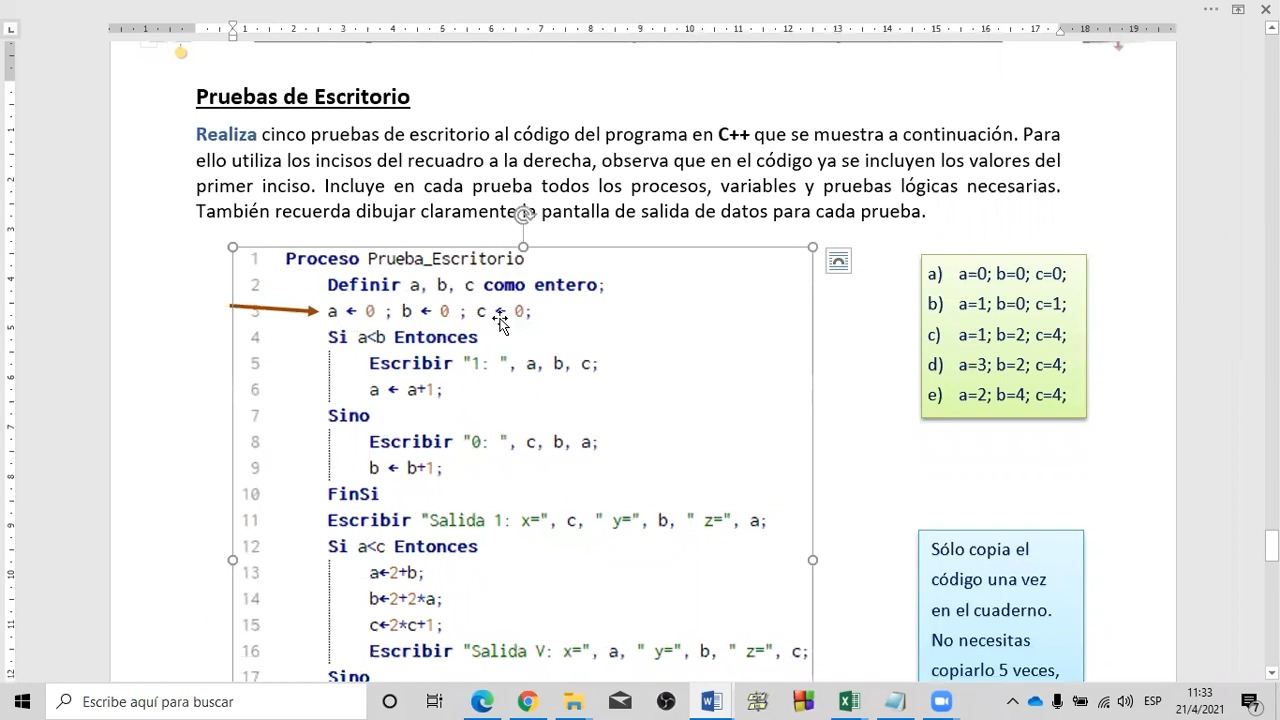 Pruebas de Escritorio
Realiza cinco pruebas de escritorio al código del programa en C++ que se muestra a continuación. Para
ello utiliza los incisos del recuadro a la derecha, observa que en el código ya se incluyen los valores del
primer inciso. Incluye en cada prueba todos los procesos, variables y pruebas lógicas necesarias.
También recuerda dibujar claramente la pantalla de salida de datos para cada prueba.
1 Proceso Prueba_Escritorio
2 Definir a, b, c como entero;
3 a ← 0 ; b ← 0 ; c ← 0;
4 Si a<b Entonces
5 Escribir "1: ", a, b, c;
6 a ← a+1;
7 Sino
8 Escribir "0: ", c, b, a;
9 b ← b+1;
10 FinSi
11 Escribir "Salida 1: x=", c, " y=", b, " z=", a;
12 Si a<c Entonces
13 a←2+b;
14 b←2+2*a;
15 c←2*c+1;
16 Escribir "Salida V: x=", a, " y=", b, " z=", c;
17 Sino
a) a=0; b=0; c=0;
b) a=1; b=0; c=1;
c) a=1; b=2; c=4;
d) a=3; b=2; c=4;
e) a=2; b=4; c=4;
Sólo copia el
código una vez
en el cuaderno.
No necesitas
copiarlo 5 veces,
Escribe aquí para buscar
ESP
11:33
21/4/2021